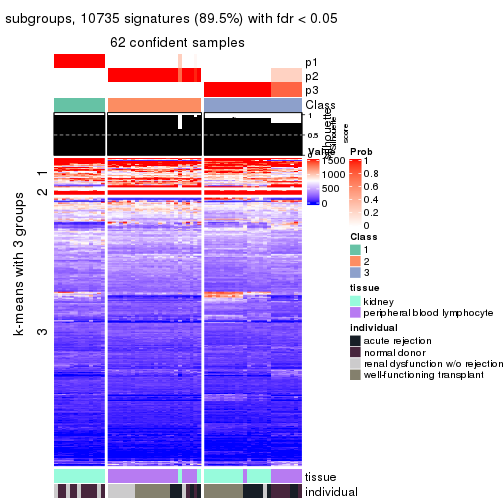 subgroups, 10735 signatures (89.5%) with fdr < 0.05
62 confident samples
p1
p2
p3
Class
1
0.5
0
Silhouette
score
k-means with 3 groups
1
2
3
Value
1500
1000
500
0
Prob
1
0.8
0.6
0.4
0.2
0
Class
1
2
3
tissue
kidney
peripheral blood lymphocyte
individual
acute rejection
normal donor
renal dysfunction w/o rejection
well-functioning transplant
tissue
individual